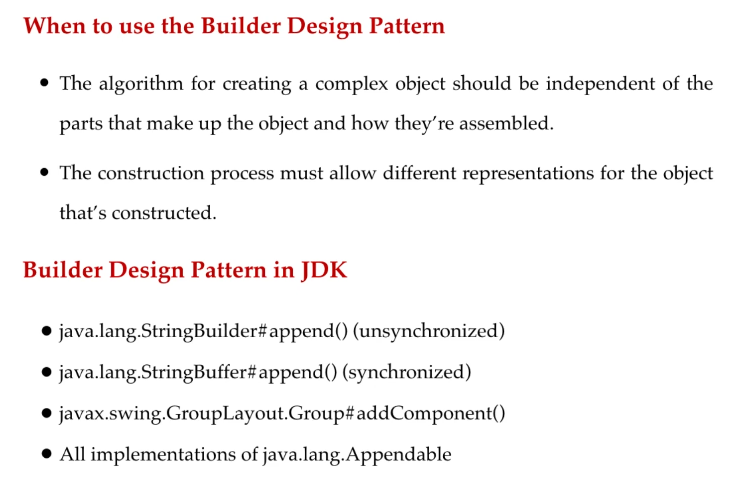 When to use the Builder Design Pattern
● The algorithm for creating a complex object should be independent of the
parts that make up the object and how they're assembled.
● The construction process must allow different representations for the object
that's constructed.
Builder Design Pattern in JDK
● java.lang.StringBuilder#append() (unsynchronized)
● java.lang.StringBuffer#append() (synchronized)
● javax.swing.GroupLayout.Group#addComponent()
● All implementations of java.lang.Appendable